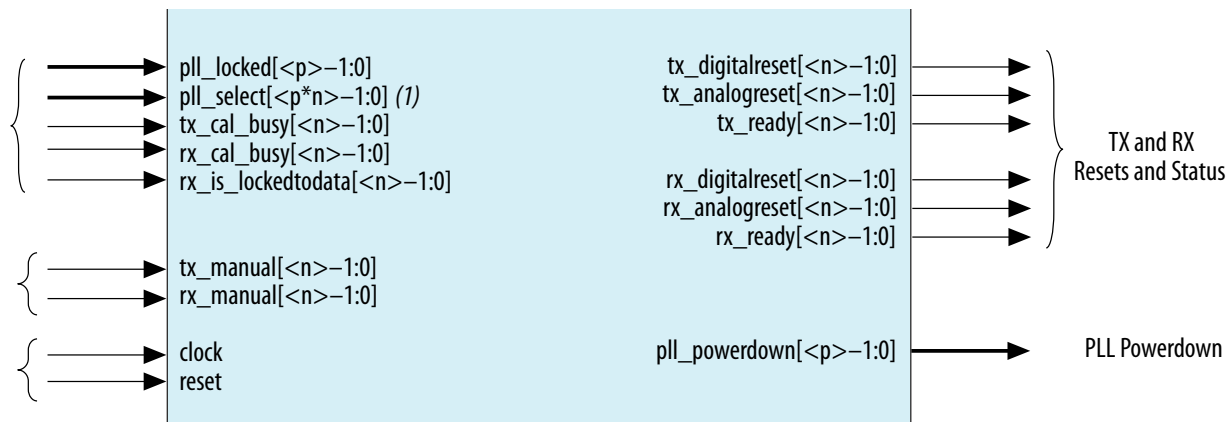 pll_locked[<p>–1:0]
pll_select[<p*n>–1:0] (1)
tx_cal_busy[<n>–1:0]
rx_cal_busy[<n>–1:0]
rx_is_lockedtodata[<n>–1:0]
tx_manual[<n>–1:0]
rx_manual[<n>–1:0]
clock
reset
tx_digitalreset[<n>–1:0]
tx_analogreset[<n>–1:0]
tx_ready[<n>–1:0]
rx_digitalreset[<n>–1:0]
rx_analogreset[<n>–1:0]
rx_ready[<n>–1:0]
pll_powerdown[<p>–1:0]
TX and RX
Resets and Status
PLL Powerdown